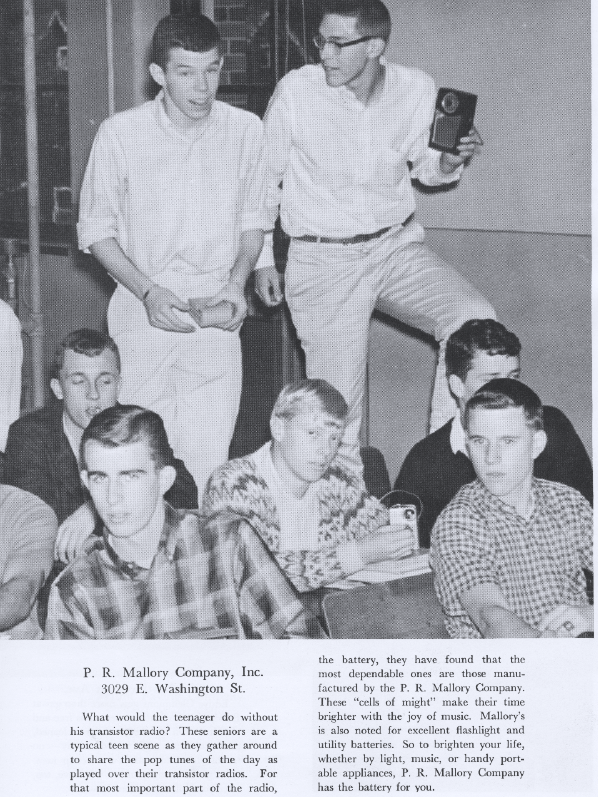 P. R. Mallory Company, Inc.
3029 E. Washington St.
What would the teenager do without
his transistor radio? These seniors are a
typical teen scene as they gather around
to share the pop tunes of the day as
played over their transistor radios. For
that most important part of the radio,
the battery, they have found that the
most dependable ones are those manu-
factured by the P. R. Mallory Company.
These “cells of might” make their time
brighter with the joy of music. Mallory's
is also noted for excellent flashlight and
utility batteries. So to brighten your life,
whether by light, music, or handy port-
able appliances, P. R. Mallory Company
has the battery for you.